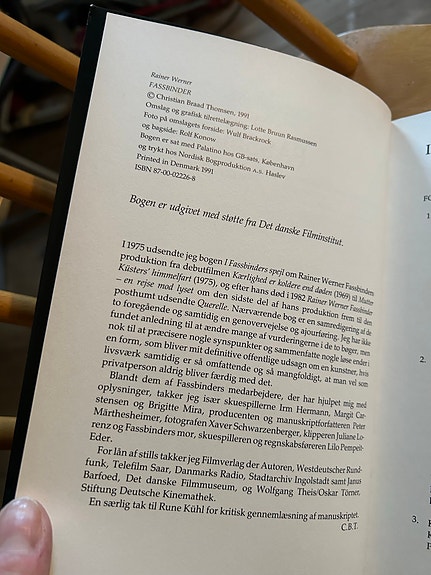 Rainer Werner
FASSBINDER
© Christian Braad Thomsen, 1991
Omslag og grafisk tilrettelægning: Lotte Bruun Rasmussen
Foto på omslagets forside: Wulf Brackrock
og bagside: Rolf Konow
Bogen er sat med Palatino hos GB-sats, København
og trykt hos Nordisk Bogproduktion A.S. Haslev
Printed in Denmark 1991
ISBN 87-00-02226-8
Bogen er udgivet med støtte fra Det danske Filminstitut.
I 1975 udsendte jeg bogen I Fassbinders spejl om Rainer Werner Fassbinders
produktion fra debutfilmen Kærlighed er koldere end døden (1969) til Mutter
Küsters' himmelfart (1975), og efter hans død i 1982 Rainer Werner Fassbinder
– en rejse mod lyset om den sidste del af hans produktion frem til den
posthumt udsendte Querelle. Nærværende bog er en samredigering af de
to foregående og samtidig en genovervejelse og ajourføring. Jeg har ikke
fundet anledning til at ændre mange af vurderingerne i de to bøger, men
nok til at præcisere nogle synspunkter og sammenfatte nogle løse ender i
en form, som bliver mit definitive offentlige udsagn om en kunstner, hvis
livsværk samtidig er så omfattende og så mangfoldigt, at man vel som
privatperson aldrig bliver færdig med det.
Blandt dem af Fassbinders medarbejdere, der har hjulpet mig med
oplysninger, takker jeg især skuespillerne Irm Hermann, Margit Car-
stensen og Brigitte Mira, producenten og manuskriptforfatteren Peter
Märthesheimer, fotografen Xaver Schwarzenberger, klipperen Juliane Lo-
renz og Fassbinders mor, skuespilleren og regnskabsføreren Lilo Pempeit-
Eder.
For lån af stills takker jeg Filmverlag der Autoren, Westdeutscher Rund-
funk, Telefilm Saar, Danmarks Radio, Stadtarchiv Ingolstadt samt Janus
Barfoed, Det danske Filmmuseum, og Wolfgang Theis/Oskar Törner,
Stiftung Deutsche Kinemathek.
En særlig tak til Rune Kühl for kritisk gennemlæsning af manuskriptet.
C.B.T.
2.
3.